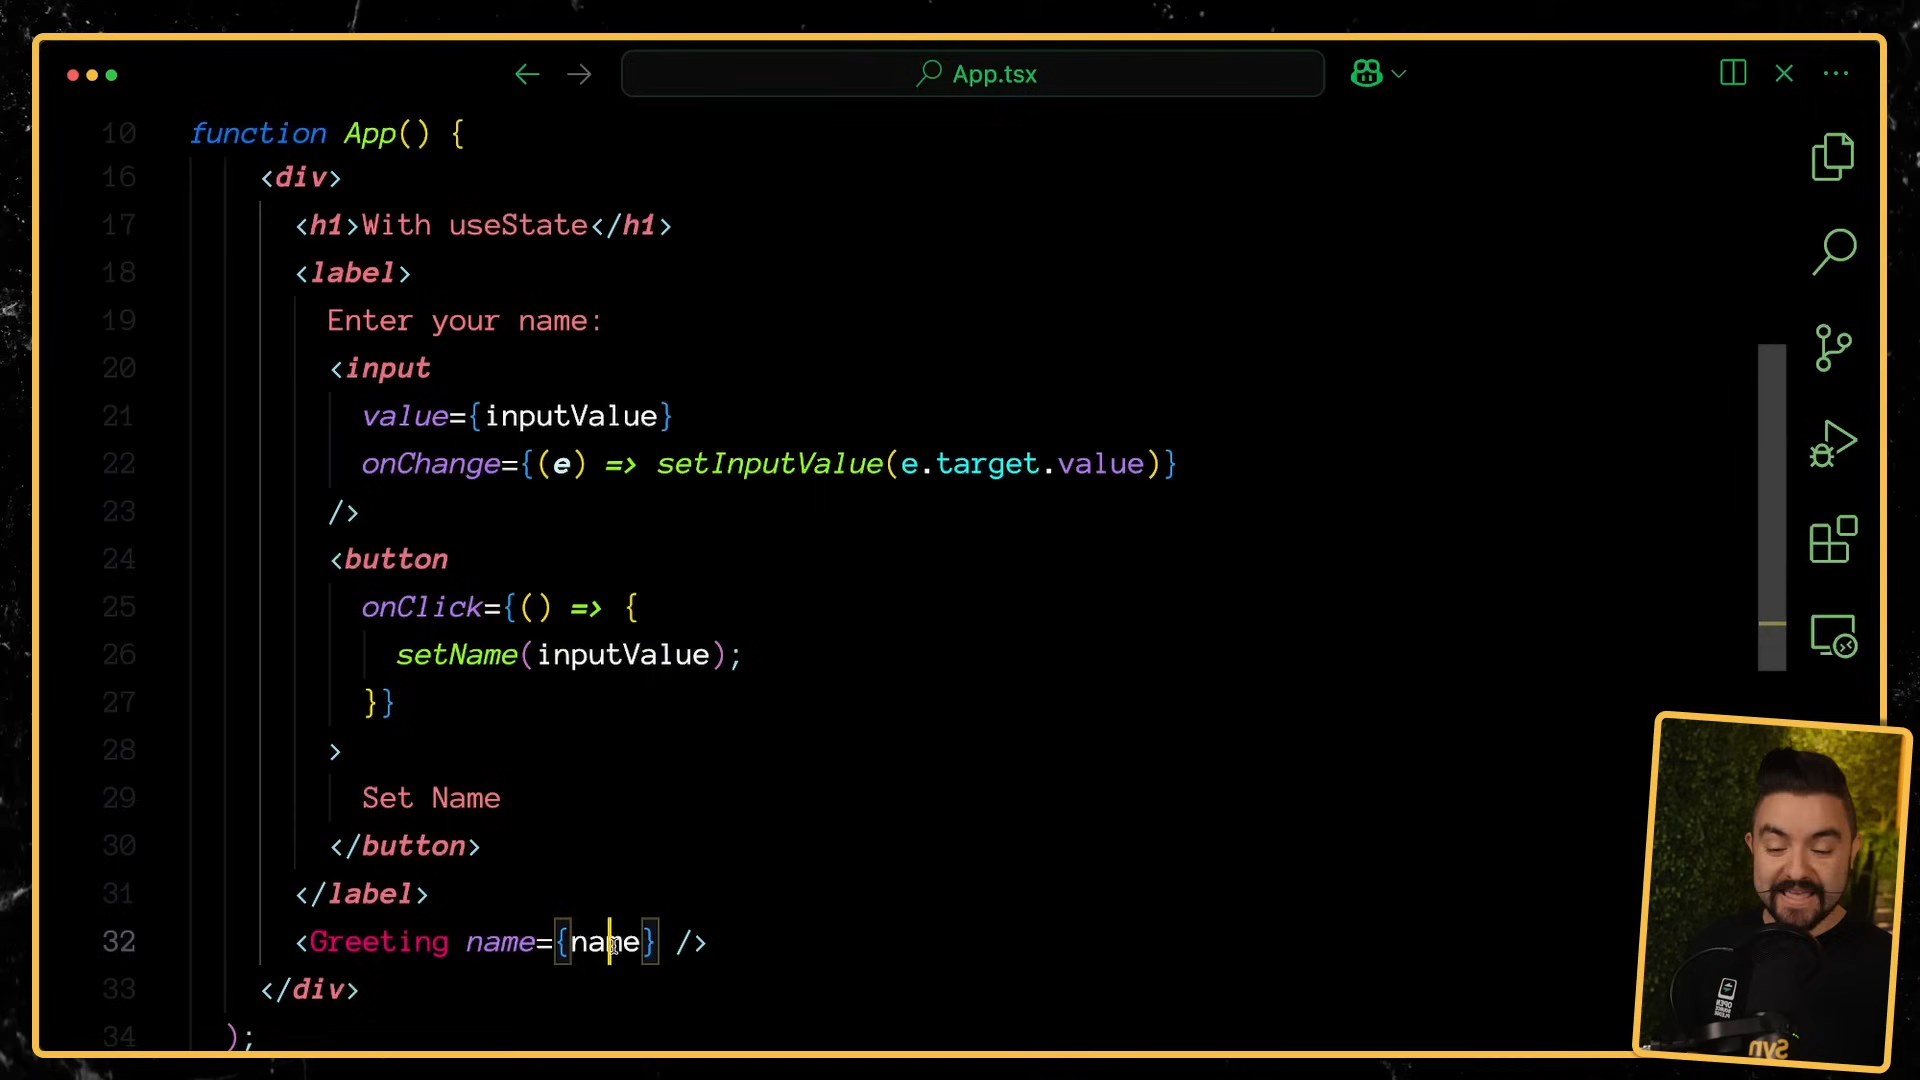 App.tsx
10 function App() {
16 <div>
17 <h1>With useState</h1>
18 <label>
19 Enter your name:
20 <input
21 value={inputValue}
22 onChange={(e) => setInputValue(e.target.value)}
23 />
24 <button
25 onClick={() => {
26 setName(inputValue);
27 }}
28 >
29 Set Name
30 </button>
31 </label>
32 <Greeting name={name} />
33 </div>
34 );